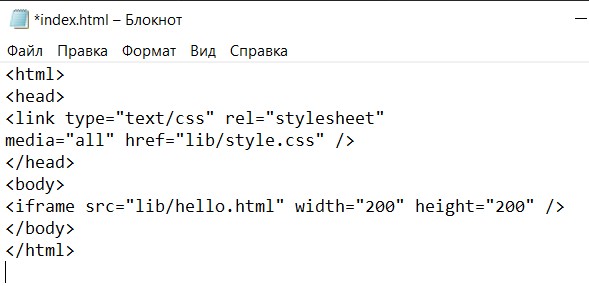 *index.html – Блокнот
Файл Правка Формат Вид Справка
<html>
<head>
<link type="text/css" rel="stylesheet"
media="all" href="lib/style.css" />
</head>
<body>
<iframe src="lib/hello.html" width="200" height="200" />
</body>
</html>